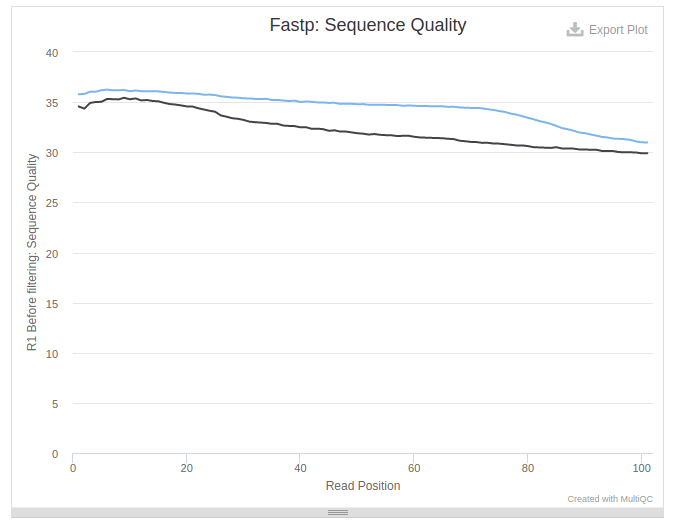 Fastp: Sequence Quality
Export Plot
R1 Before filtering: Sequence Quality
40
35
30
25
20
15
10
5
0
0 20 40 60 80 100
Read Position
Created with MultiQC